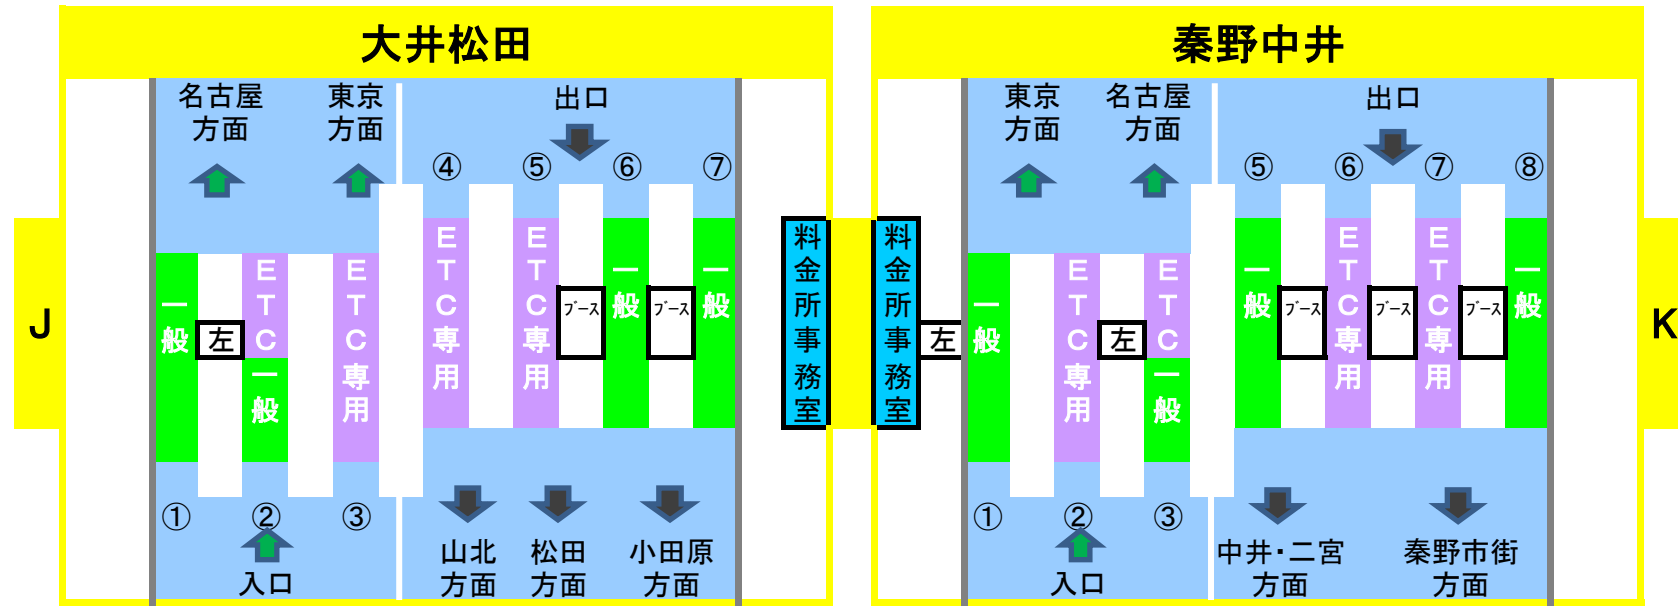 大井松田
名古屋
方面
東京
方面
出口
④
⑤
⑥
⑦
一般
左
ETC
一般
ETC専用
ETC専用
ETC専用
ブース
一般
ブース
一般
料金所事務室
J
①
②
③
入口
山北
方面
松田
方面
小田原
方面
秦野中井
東京
方面
名古屋
方面
出口
⑤
⑥
⑦
⑧
料金所事務室
左
一般
ETC専用
左
ETC
一般
一般
ブース
ETC専用
ブース
ETC専用
ブース
一般
K
①
②
③
入口
中井・二宮
方面
秦野市街
方面